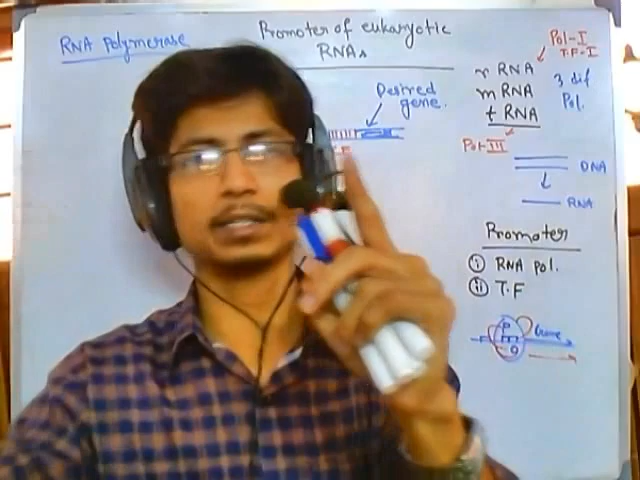 RNA Polymerase
Promoter of eukaryotic
RNAs
Pol-I
T.F-I
r RNA
m RNA
t RNA
3 dif
Pol.
Pol-III
Desired
gene.
DNA
RNA
Promoter
i RNA Pol.
ii T.F
Gene